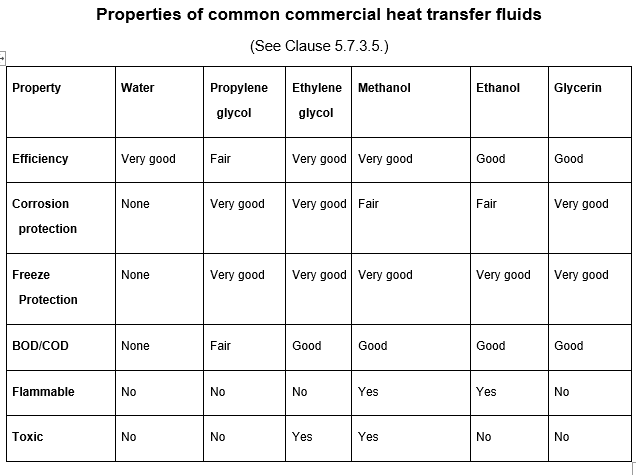 Properties of common commercial heat transfer fluids
(See Clause 5.7.3.5.)
Property Water Propylene glycol Ethylene glycol Methanol Ethanol Glycerin
Efficiency Very good Fair Very good Very good Good Good
Corrosion protection None Very good Very good Fair Fair Very good
Freeze Protection None Very good Very good Very good Very good Very good
BOD/COD None Fair Good Good Good Good
Flammable No No No Yes Yes No
Toxic No No Yes Yes No No